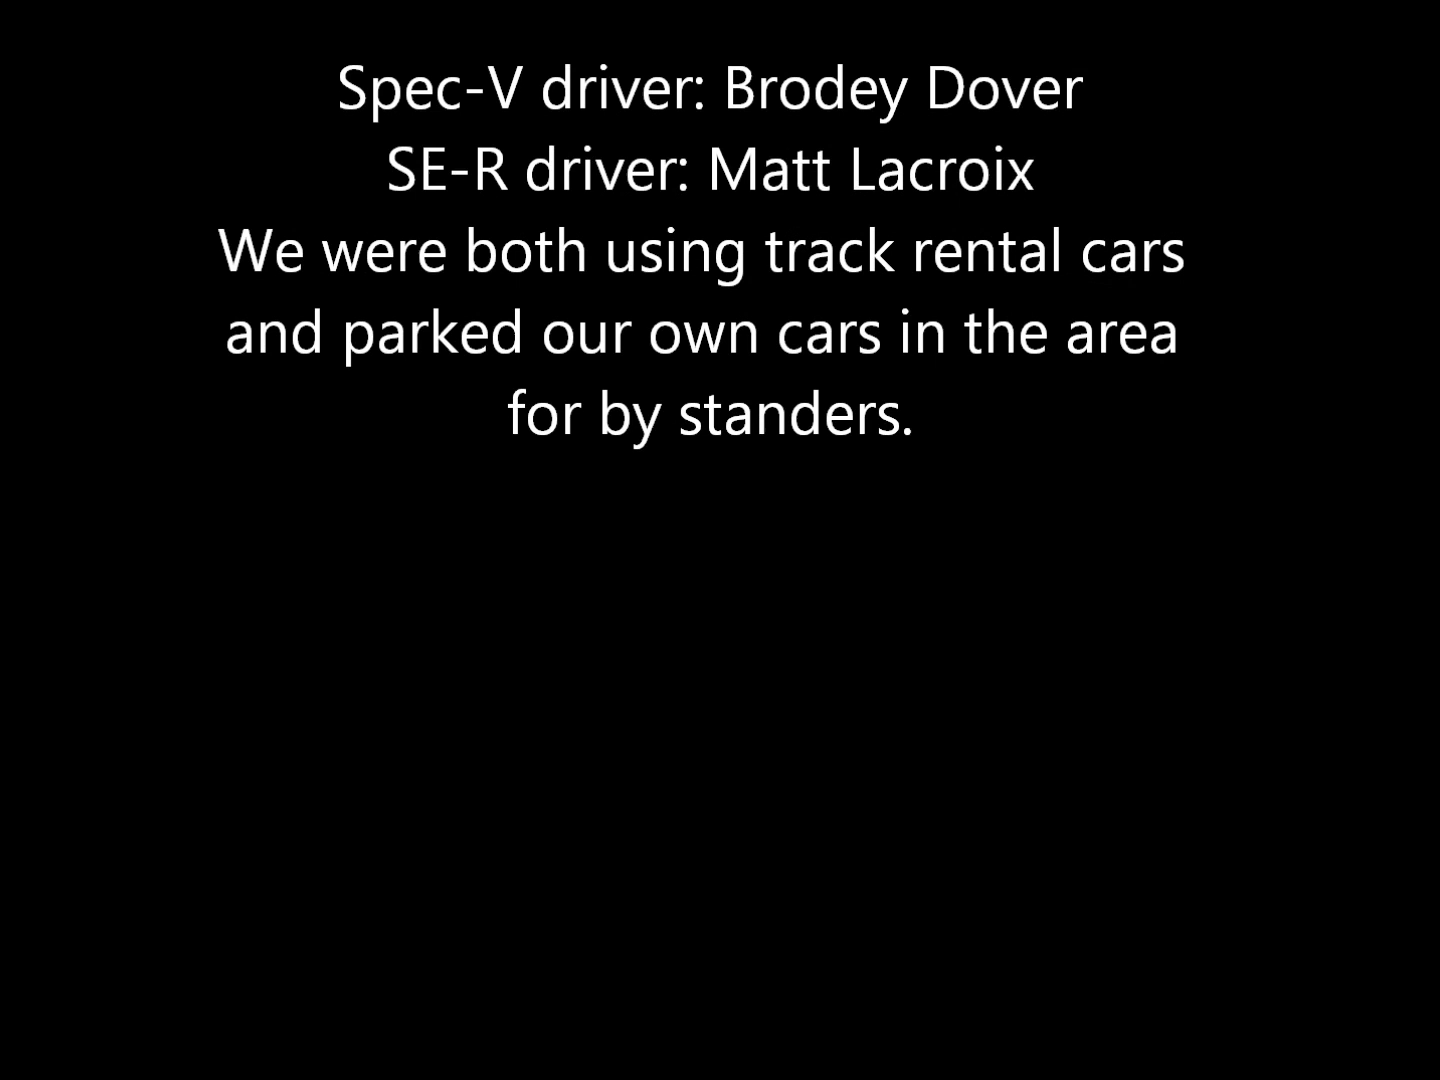 Spec-V driver: Brodey Dover
SE-R driver: Matt Lacroix
We were both using track rental cars
and parked our own cars in the area
for by standers.